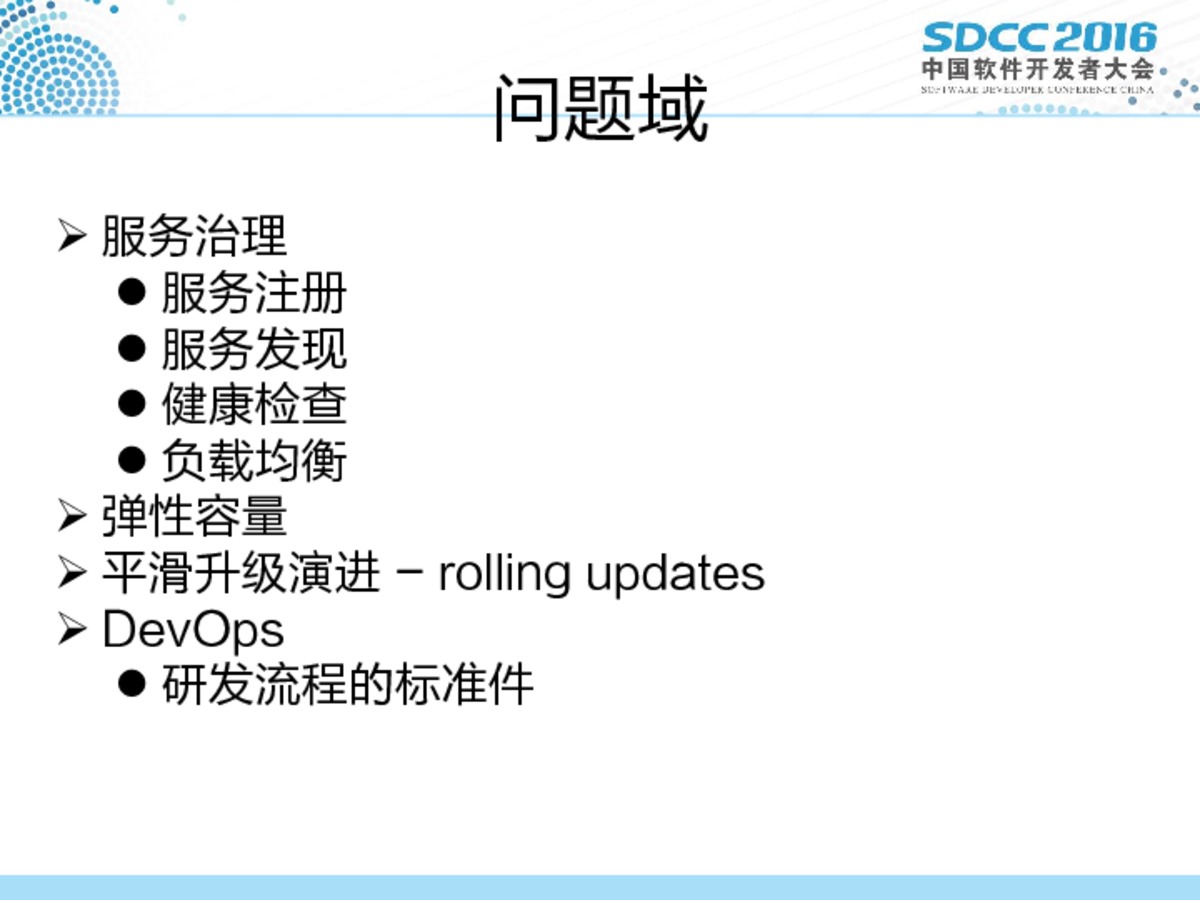 SDCC 2016
中国软件开发者大会
SOFTWARE DEVELOPER CONFERENCE CHINA
问题域
➢ 服务治理
● 服务注册
● 服务发现
● 健康检查
● 负载均衡
➢ 弹性容量
➢ 平滑升级演进 – rolling updates
➢ DevOps
● 研发流程的标准件